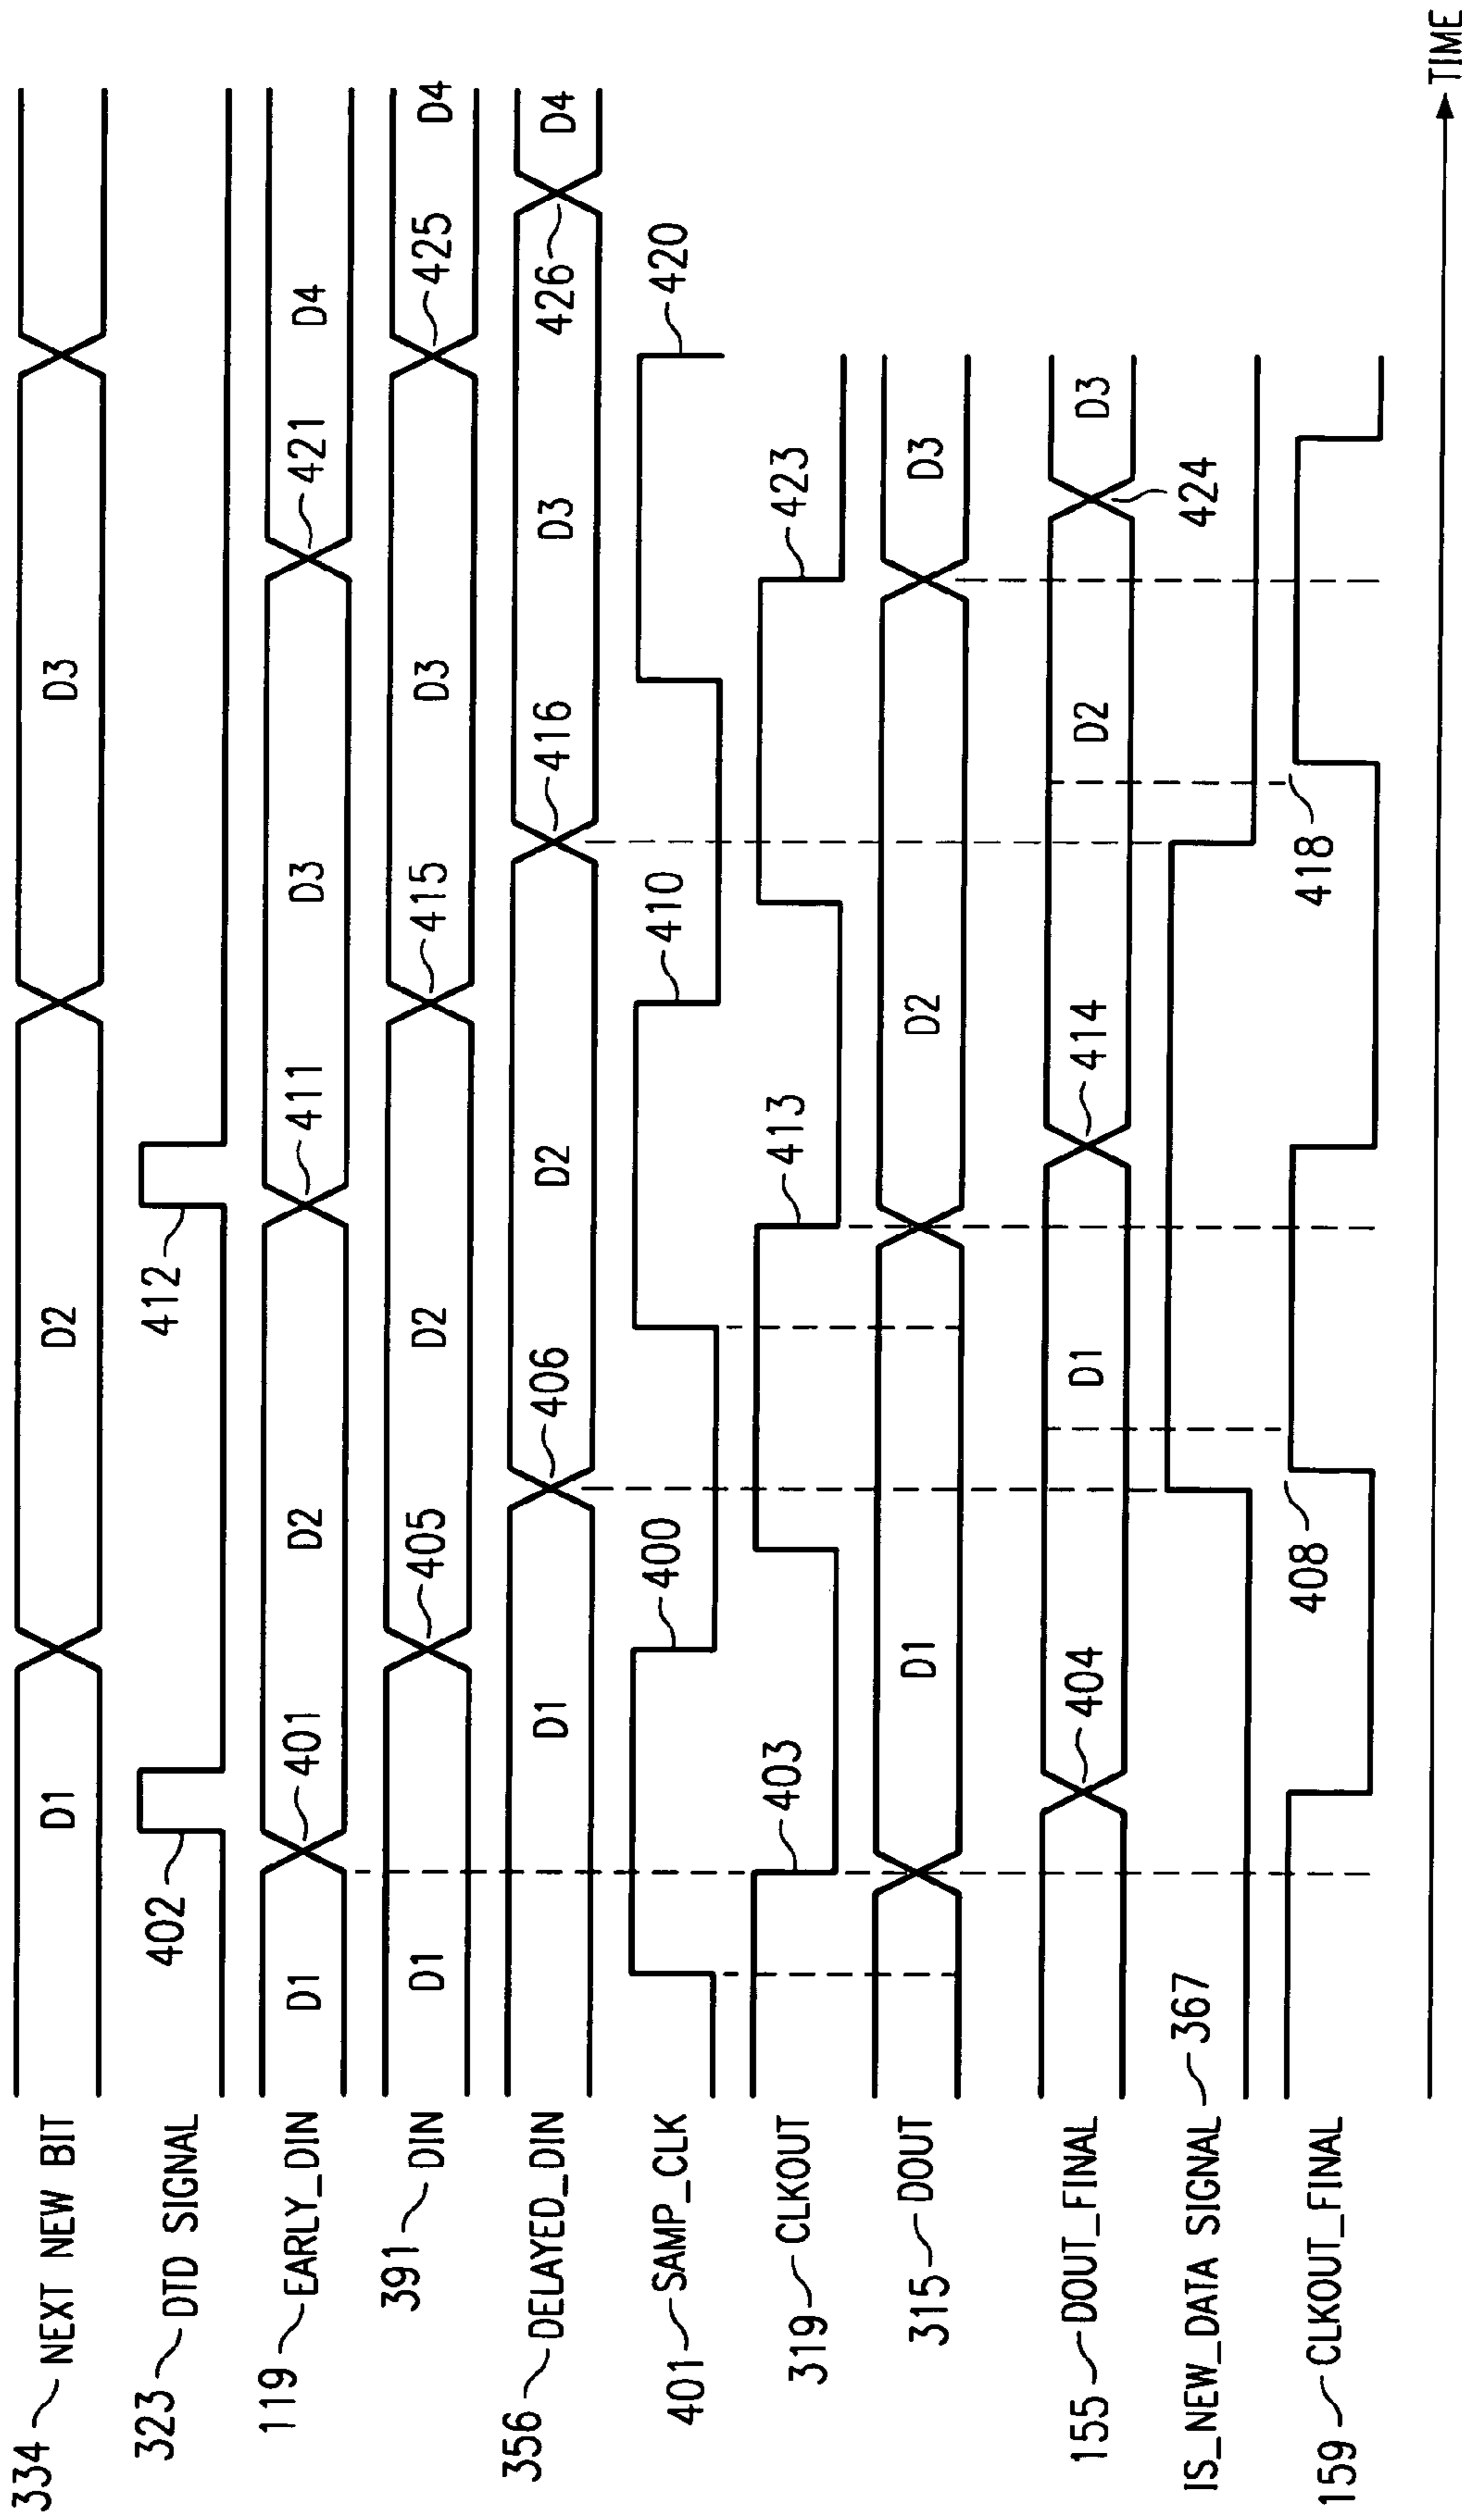 334 NEXT NEW BIT D1 D2 D3
323 DTD SIGNAL 402 412
119 EARLY_DIN D1 401 D2 411 D3 421 D4
391 DIN D1 405 D2 415 D3 425 D4
356 DELAYED_DIN D1 406 D2 416 D3 426 D4
401 SAMP_CLK 400 410 420
319 CLKOUT 403 413 423
315 DOUT D1 D2 D3
155 DOUT_FINAL 404 D1 414 D2 D3
424
IS_NEW_DATA SIGNAL 367
159 CLKOUT_FINAL 408 418
TIME